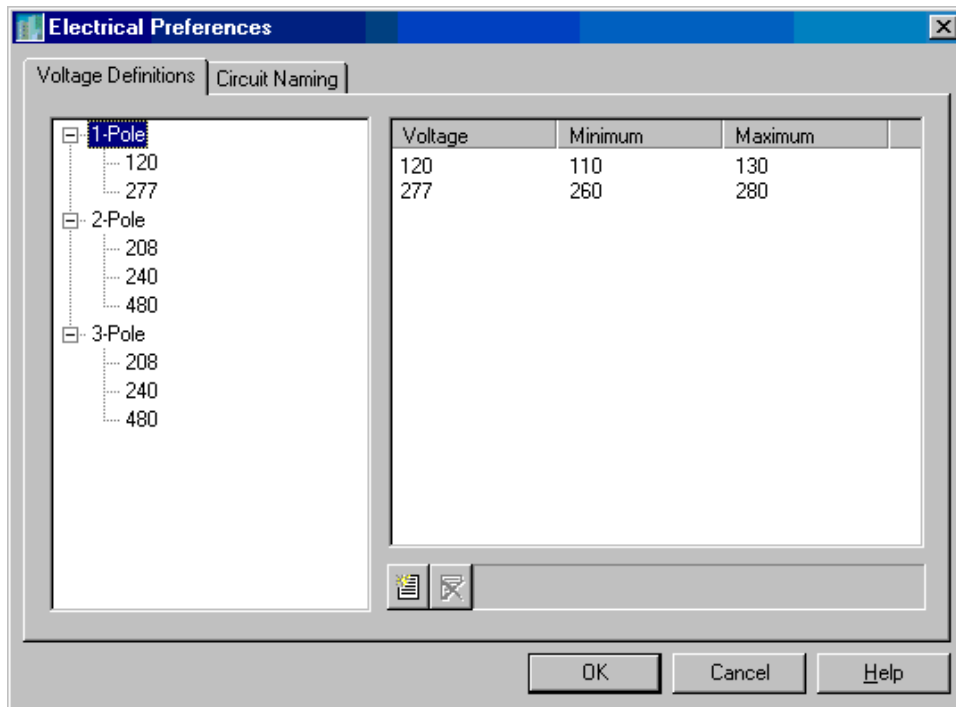 Electrical Preferences
Voltage Definitions
Circuit Naming
1-Pole
120
277
2-Pole
208
240
480
3-Pole
208
240
480
Voltage Minimum Maximum
120 110 130
277 260 280
OK Cancel Help